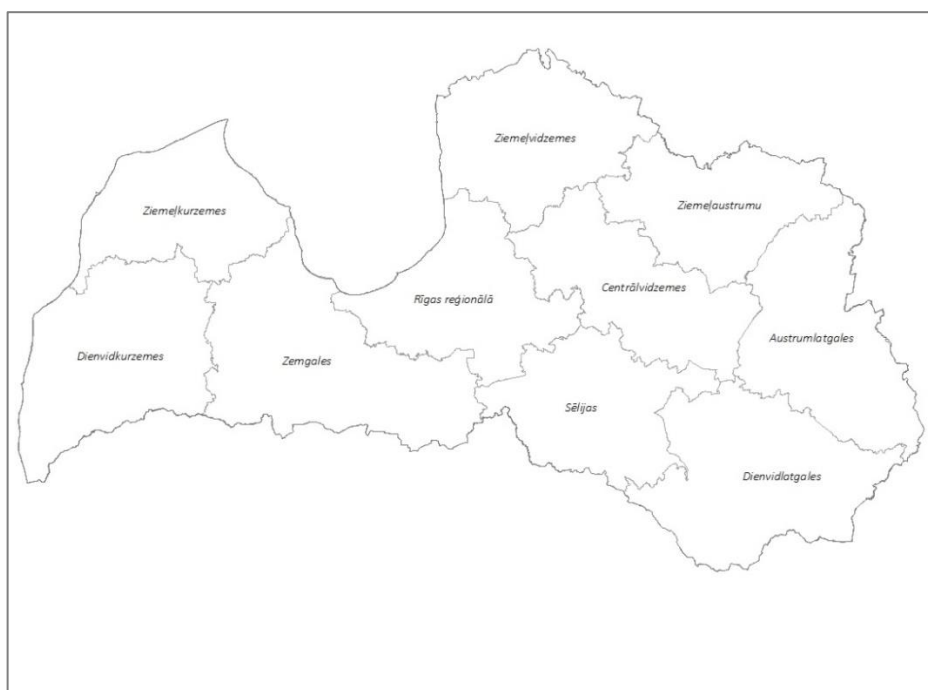 Ziemeļvidzemes
Ziemeļkurzemes
Ziemeļaustrumu
Rīgas reģionālā
Centrālvidzemes
Dienvidkurzemes
Zemgales
Austrumlatgales
Sēlijas
Dienvidlatgales